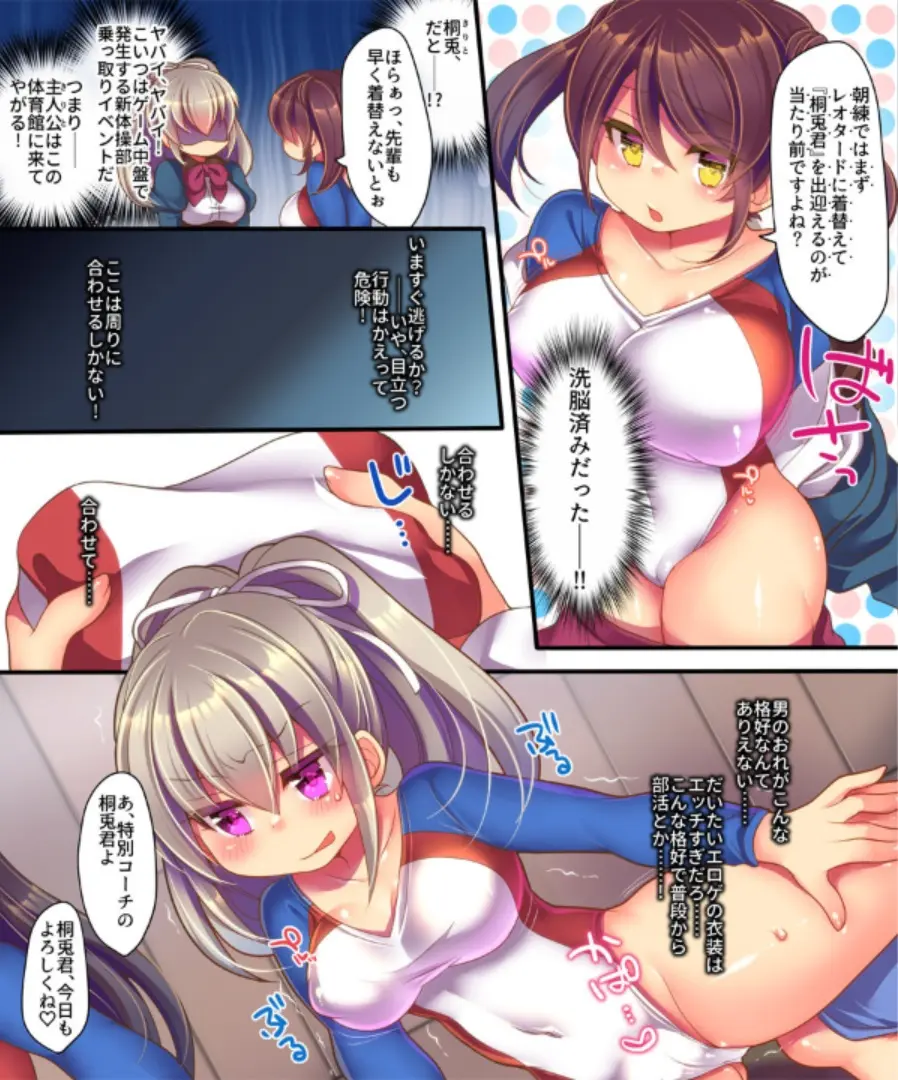 朝練ではまず
レオタードに着替えて
『桐兎君』を出迎えるのが
当たり前ですよね？
洗脳済みだった――!!
桐兎、
きりと
だと――!?
ほらぁっ、先輩も
早く着替えないとぉ
ヤバイ、ヤバイ！
こいつはゲーム中盤で
発生する新体操部
乗っ取りイベントだ
つまり――
主人公はこの
きりと
体育館に来て
やがる！
いますぐ逃げるか？
――いや、目立つ
行動はかえって
危険！
ここは周りに
合わせるしかない！
合わせる
しかない……
じ…
合わせて……
男のおれがこんな
格好なんて
ありえない……
だいたいエロゲの衣装は
エッチすぎだろ……
こんな格好で普段から
部活とか……！
あ、特別コーチの
桐兎君よ
桐兎君、今日も
よろしくね♡